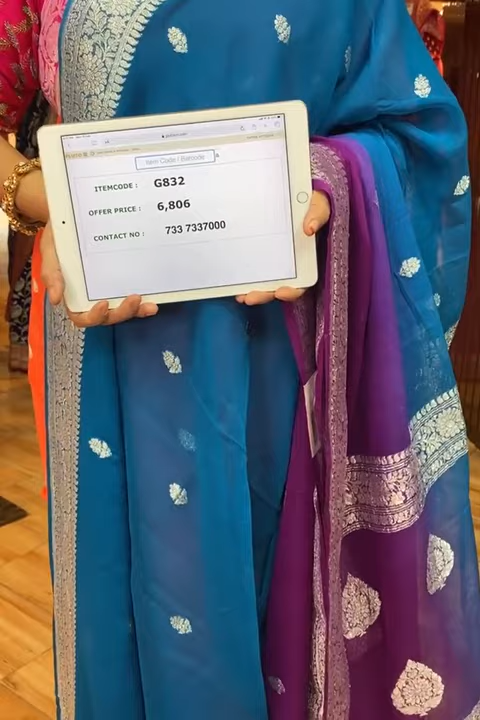 Item Code / Barcode
ITEMCODE : G832
OFFER PRICE : 6,806
CONTACT NO : 733 7337000